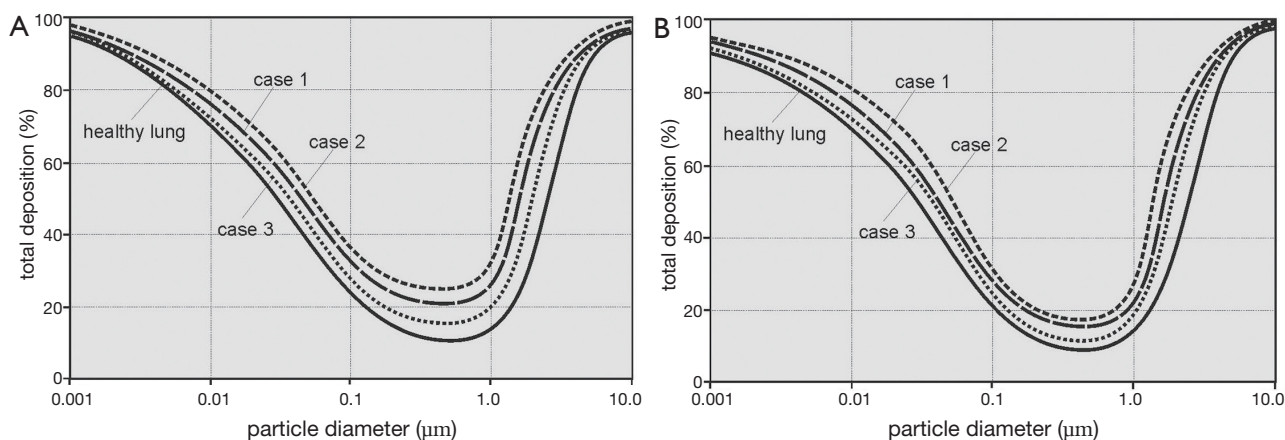 A
total deposition (%)
100
80
60
40
20
0
case 1
case 2
healthy lung
case 3
0.001
0.01
0.1
1.0
10.0
particle diameter (μm)
B
total deposition (%)
100
80
60
40
20
0
case 1
case 2
healthy lung
case 3
0.001
0.01
0.1
1.0
10.0
particle diameter (μm)